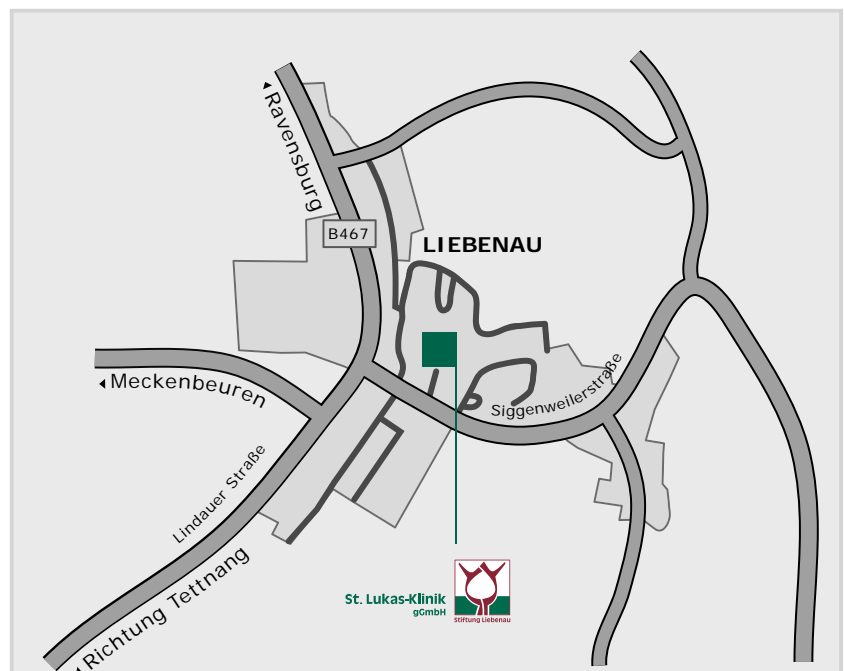 Ravensburg
B467
LIEBENAU
Meckenbeuren
Siggenweilerstraße
Lindauer Straße
Richtung Tettnang
St. Lukas-Klinik
gGmbH
Stiftung Liebenau